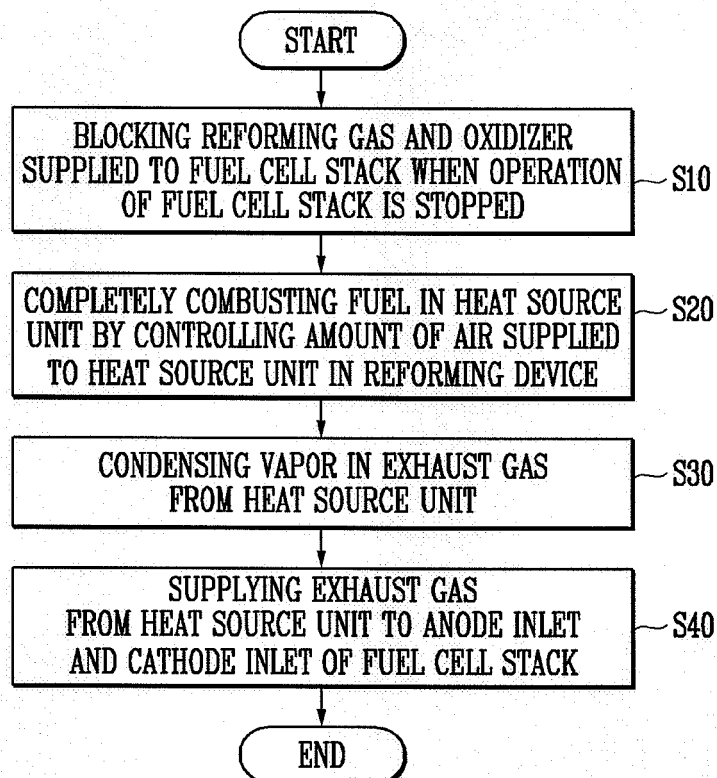 START
BLOCKING REFORMING GAS AND OXIDIZER
SUPPLIED TO FUEL CELL STACK WHEN OPERATION
OF FUEL CELL STACK IS STOPPED
S10
COMPLETELY COMBUSTING FUEL IN HEAT SOURCE
UNIT BY CONTROLLING AMOUNT OF AIR SUPPLIED
TO HEAT SOURCE UNIT IN REFORMING DEVICE
S20
CONDENSING VAPOR IN EXHAUST GAS
FROM HEAT SOURCE UNIT
S30
SUPPLYING EXHAUST GAS
FROM HEAT SOURCE UNIT TO ANODE INLET
AND CATHODE INLET OF FUEL CELL STACK
S40
END